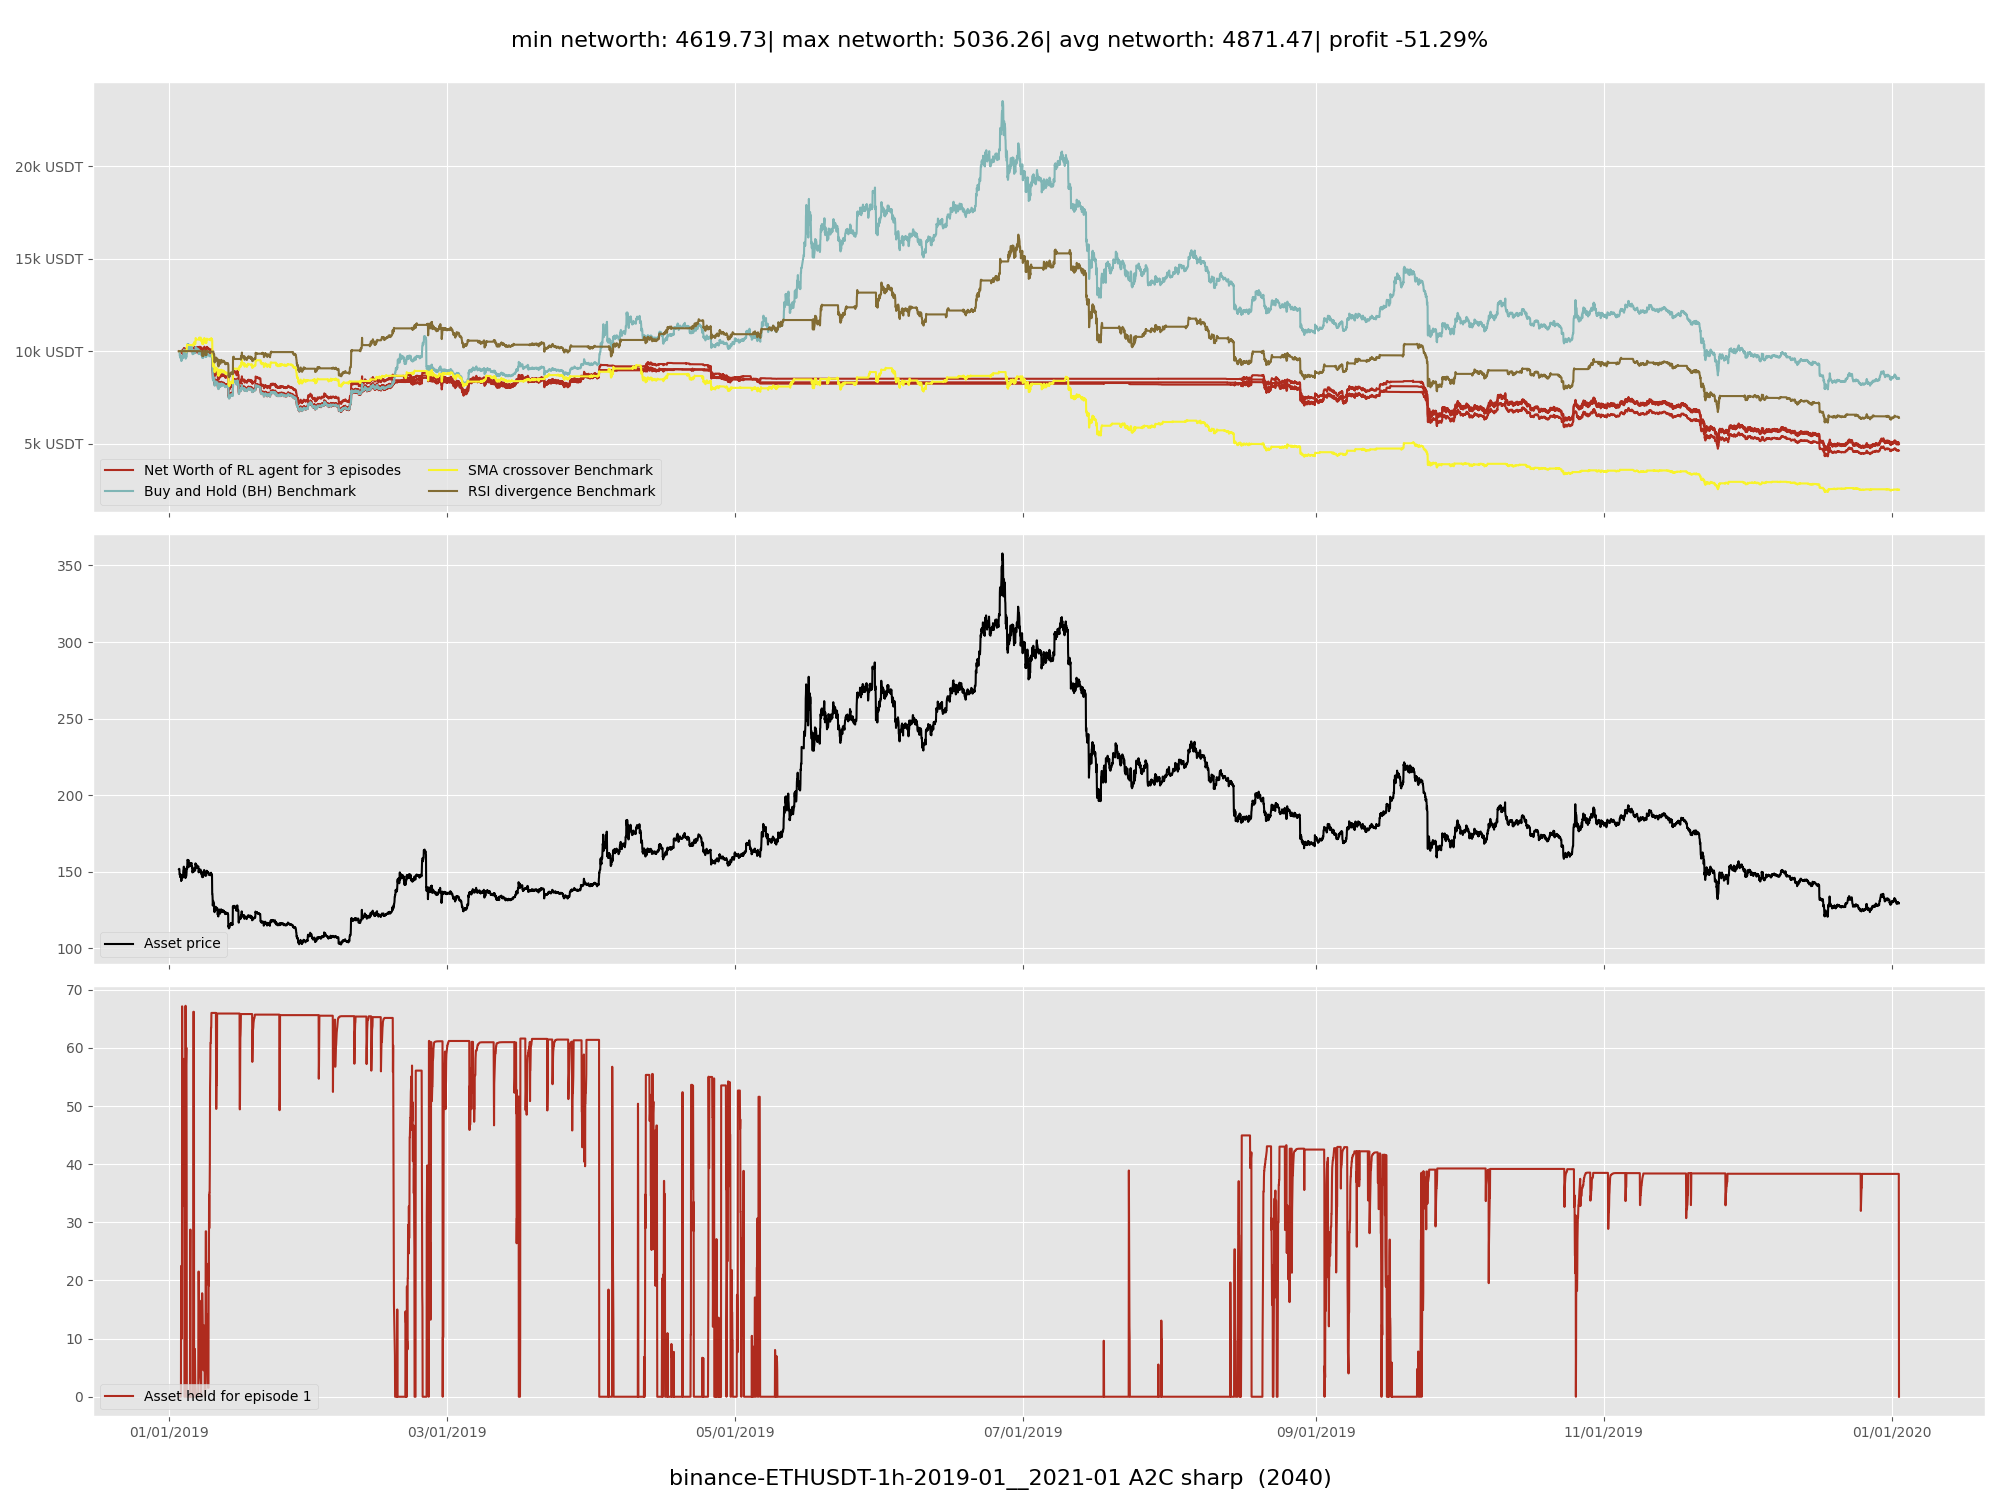 min networth: 4619.73| max networth: 5036.26| avg networth: 4871.47| profit -51.29%
20k USDT
15k USDT
10k USDT
5k USDT
Net Worth of RL agent for 3 episodes
Buy and Hold (BH) Benchmark
SMA crossover Benchmark
RSI divergence Benchmark
350
300
250
200
150
100
Asset price
70
60
50
40
30
20
10
0
Asset held for episode 1
01/01/2019
03/01/2019
05/01/2019
07/01/2019
09/01/2019
11/01/2019
01/01/2020
binance-ETHUSDT-1h-2019-01__2021-01 A2C sharp (2040)